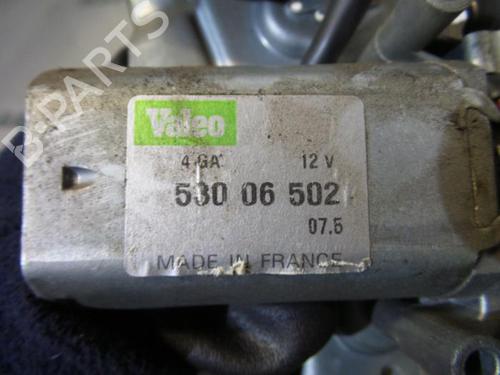 Valeo
4 GA 12 V
530 06 502
07.5
MADE IN FRANCE
B-PARTS